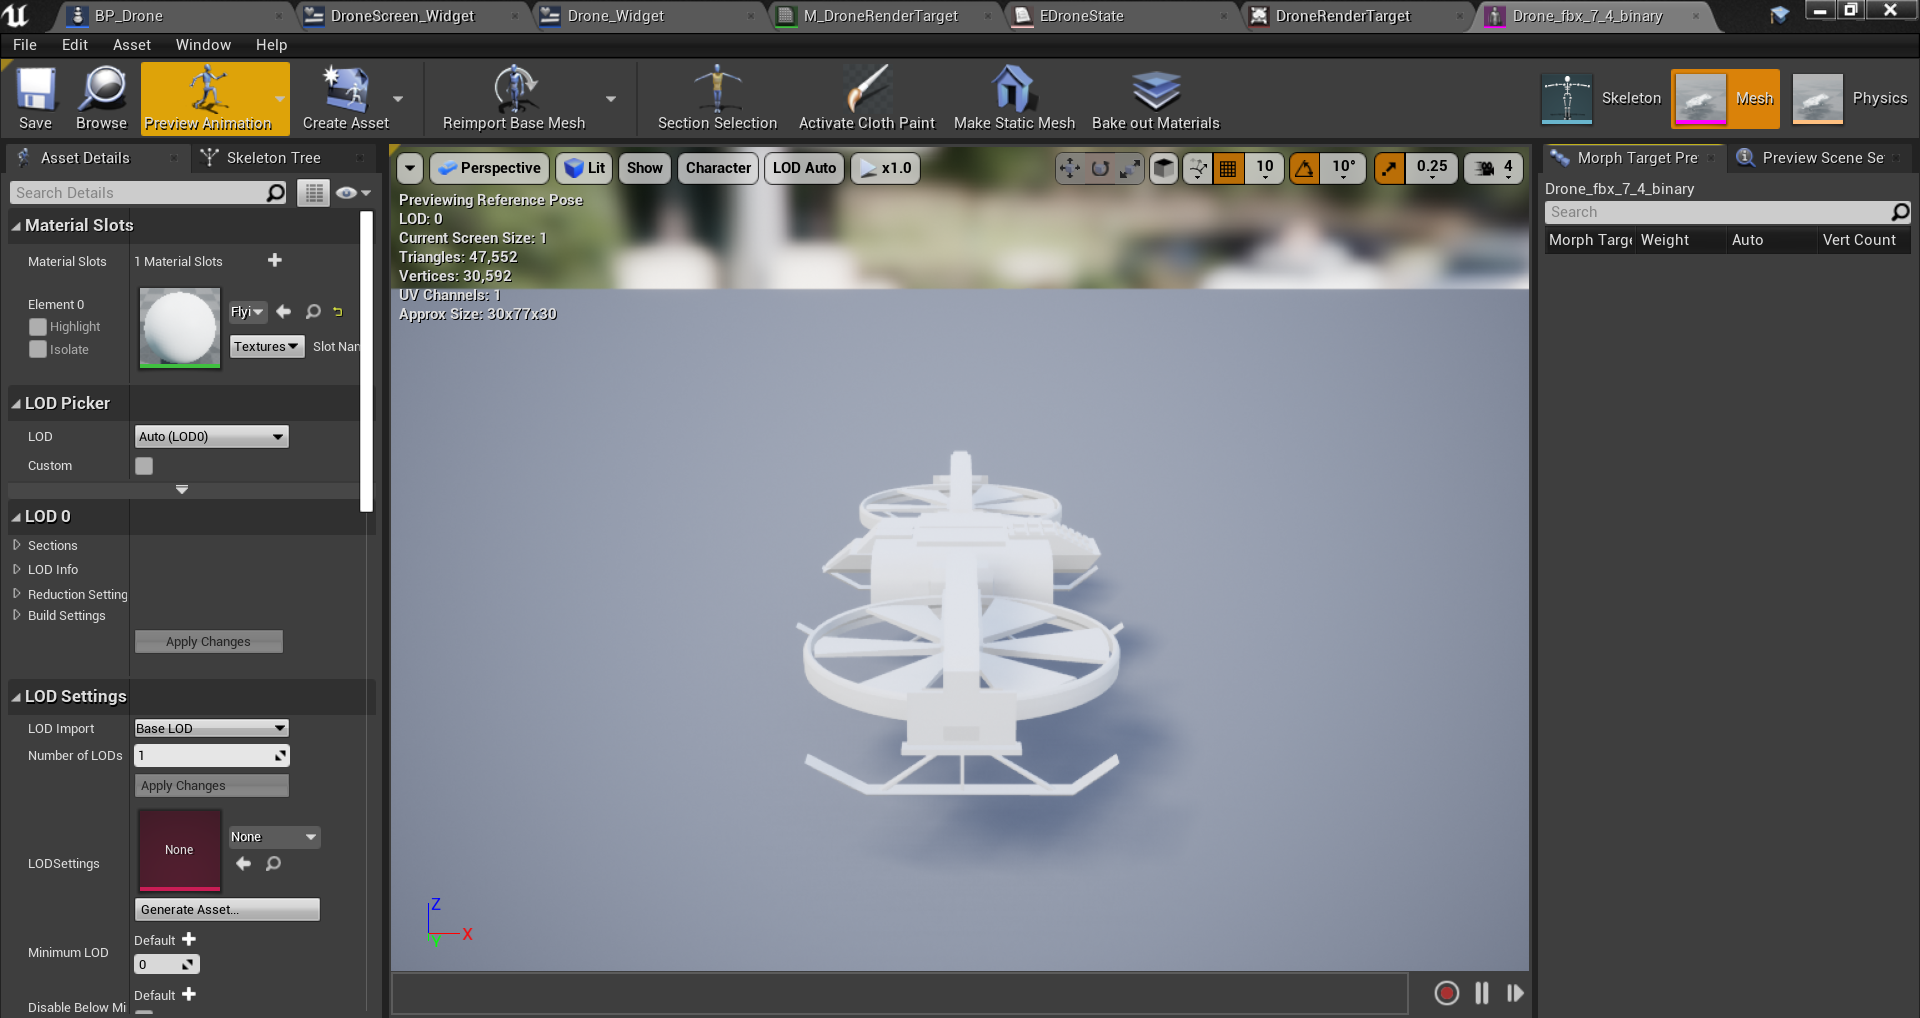 BP_Drone
DroneScreen_Widget
Drone_Widget
M_DroneRenderTarget
EDroneState
DroneRenderTarget
Drone_fbx_7_4_binary
File Edit Asset Window Help
Save
Browse
Preview Animation
Create Asset
Reimport Base Mesh
Section Selection
Activate Cloth Paint
Make Static Mesh
Bake out Materials
Skeleton
Mesh
Physics
Asset Details
Skeleton Tree
Search Details
Material Slots
Material Slots 1 Material Slots
Element 0
Highlight
Isolate
Flyi
Textures Slot Nan
LOD Picker
LOD Auto (LOD0)
Custom
LOD 0
Sections
LOD Info
Reduction Setting
Build Settings
Apply Changes
LOD Settings
LOD Import Base LOD
Number of LODs 1
Apply Changes
LODSettings
None
None
Generate Asset...
Minimum LOD
Default
0
Default
Disable Below Mi
Perspective Lit Show Character LOD Auto x1.0
10 10° 0.25 4
Previewing Reference Pose
LOD: 0
Current Screen Size: 1
Triangles: 47,552
Vertices: 30,592
UV Channels: 1
Approx Size: 30x77x30
Z
X
Y
Morph Target Pre
Preview Scene Se
Drone_fbx_7_4_binary
Search
Morph Targe Weight Auto Vert Count